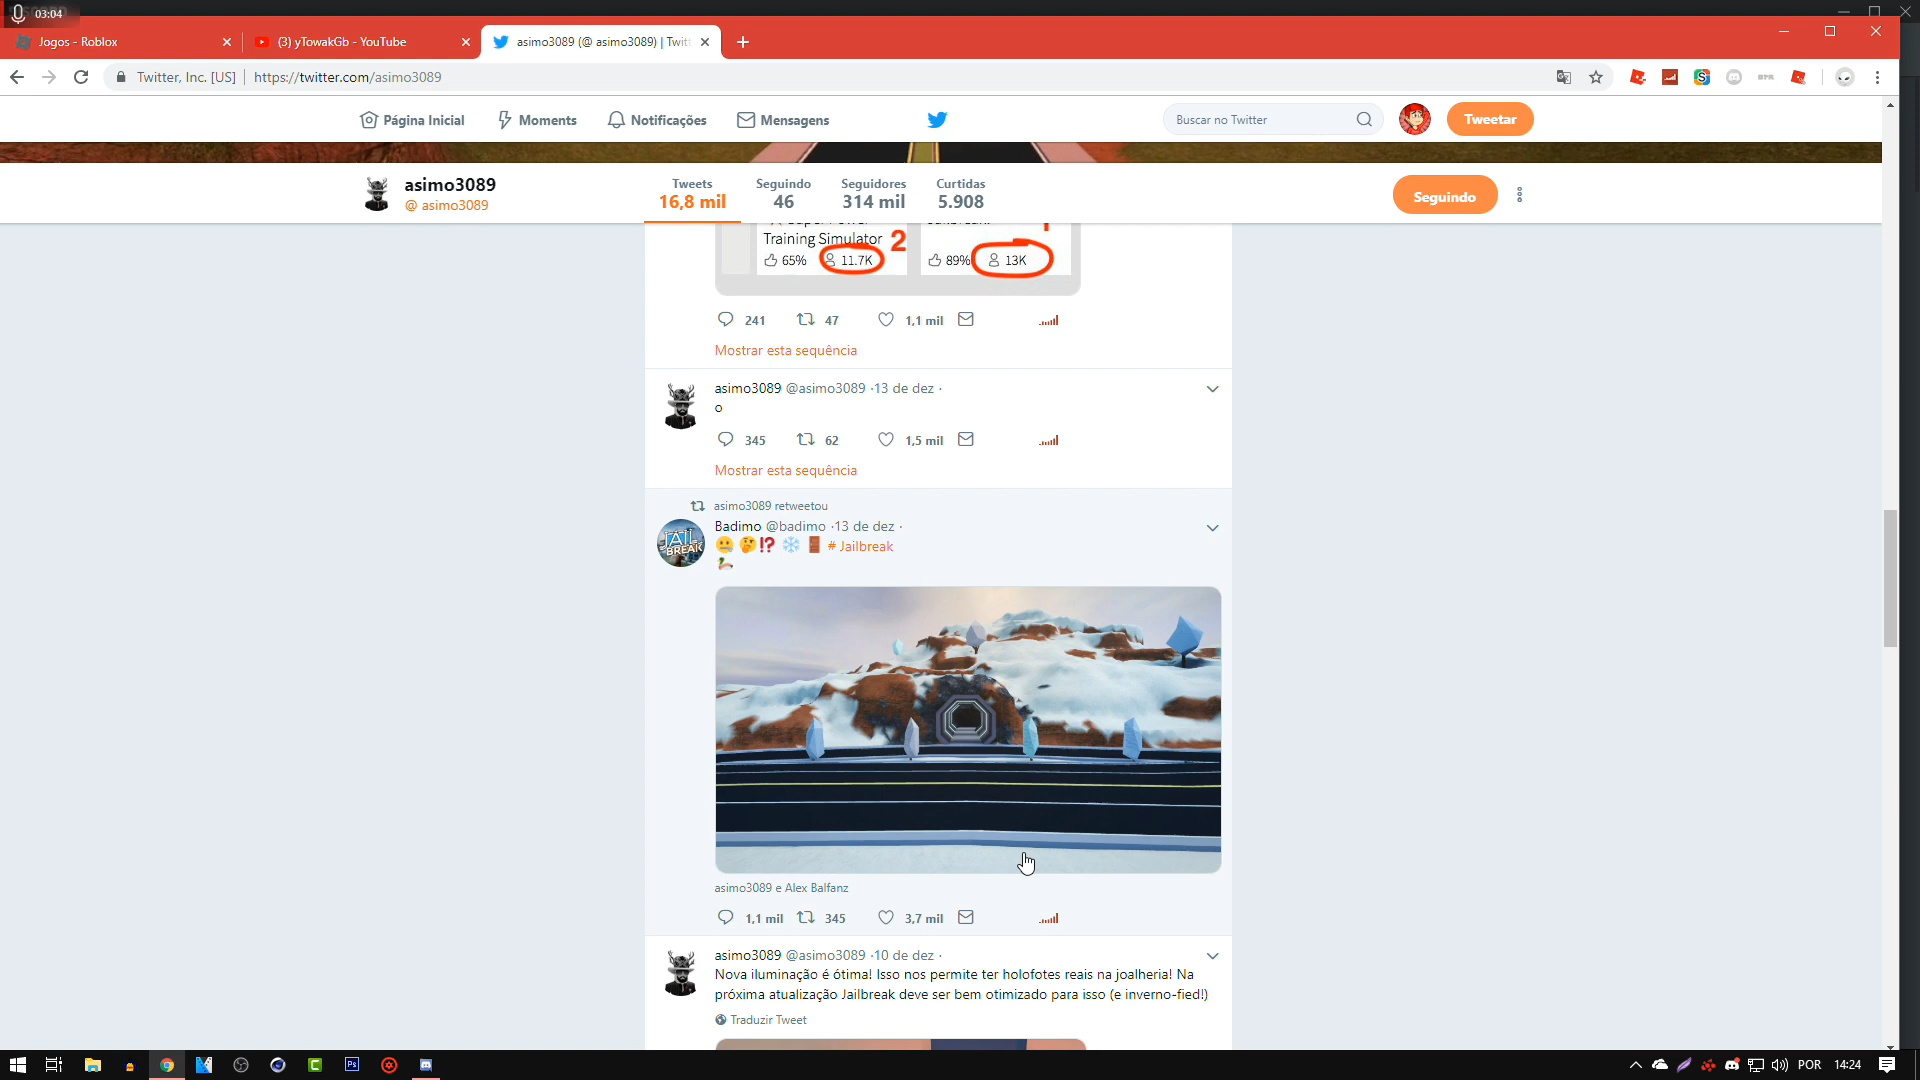 03:04
Jogos - Roblox
(3) yTowakGb - YouTube
asimo3089 (@ asimo3089) | Twitt
Twitter, Inc. [US]
https://twitter.com/asimo3089
Página Inicial
Moments
Notificações
Mensagens
Buscar no Twitter
Tweetar
asimo3089
@ asimo3089
Tweets
16,8 mil
Seguindo
46
Seguidores
314 mil
Curtidas
5.908
Seguindo
Training Simulator 2
65% 11.7K
89% 13K
241 47 1,1 mil
Mostrar esta sequência
asimo3089 @asimo3089 ·13 de dez ·
o
345 62 1,5 mil
Mostrar esta sequência
asimo3089 retweetou
Badimo @badimo ·13 de dez ·
JAIL
BREAK
# Jailbreak
asimo3089 e Alex Balfanz
1,1 mil 345 3,7 mil
asimo3089 @asimo3089 ·10 de dez ·
Nova iluminação é ótima! Isso nos permite ter holofotes reais na joalheria! Na
próxima atualização Jailbreak deve ser bem otimizado para isso (e inverno-fied!)
Traduzir Tweet
Ps
POR 14:24